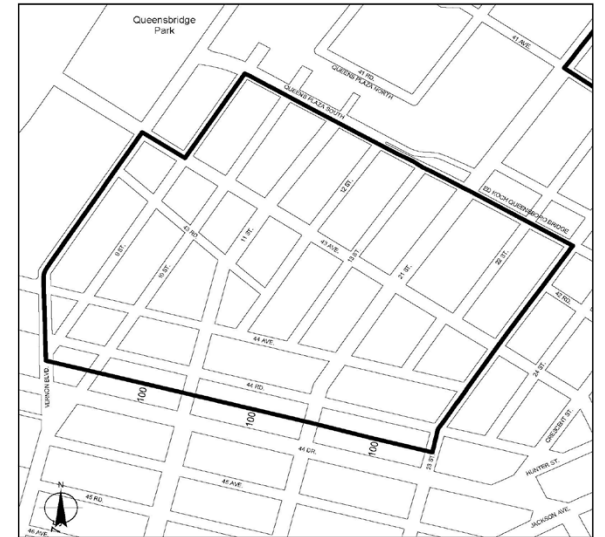 Queensbridge
Park
41 AVE.
41 RD.
QUEENS PLAZA NORTH
QUEENS PLAZA SOUTH
ED KOCH QUEENSBORO BRIDGE
12 ST.
9 ST.
10 ST.
43 RD.
11 ST.
43 AVE.
13 ST.
21 ST.
22 ST.
42 RD.
44 AVE.
24 ST.
44 RD.
CRESCENT ST.
VERNON BLVD.
100
100
100
44 DR.
23 ST.
HUNTER ST.
45 AVE.
N
45 RD.
JACKSON AVE.
46 AVE.